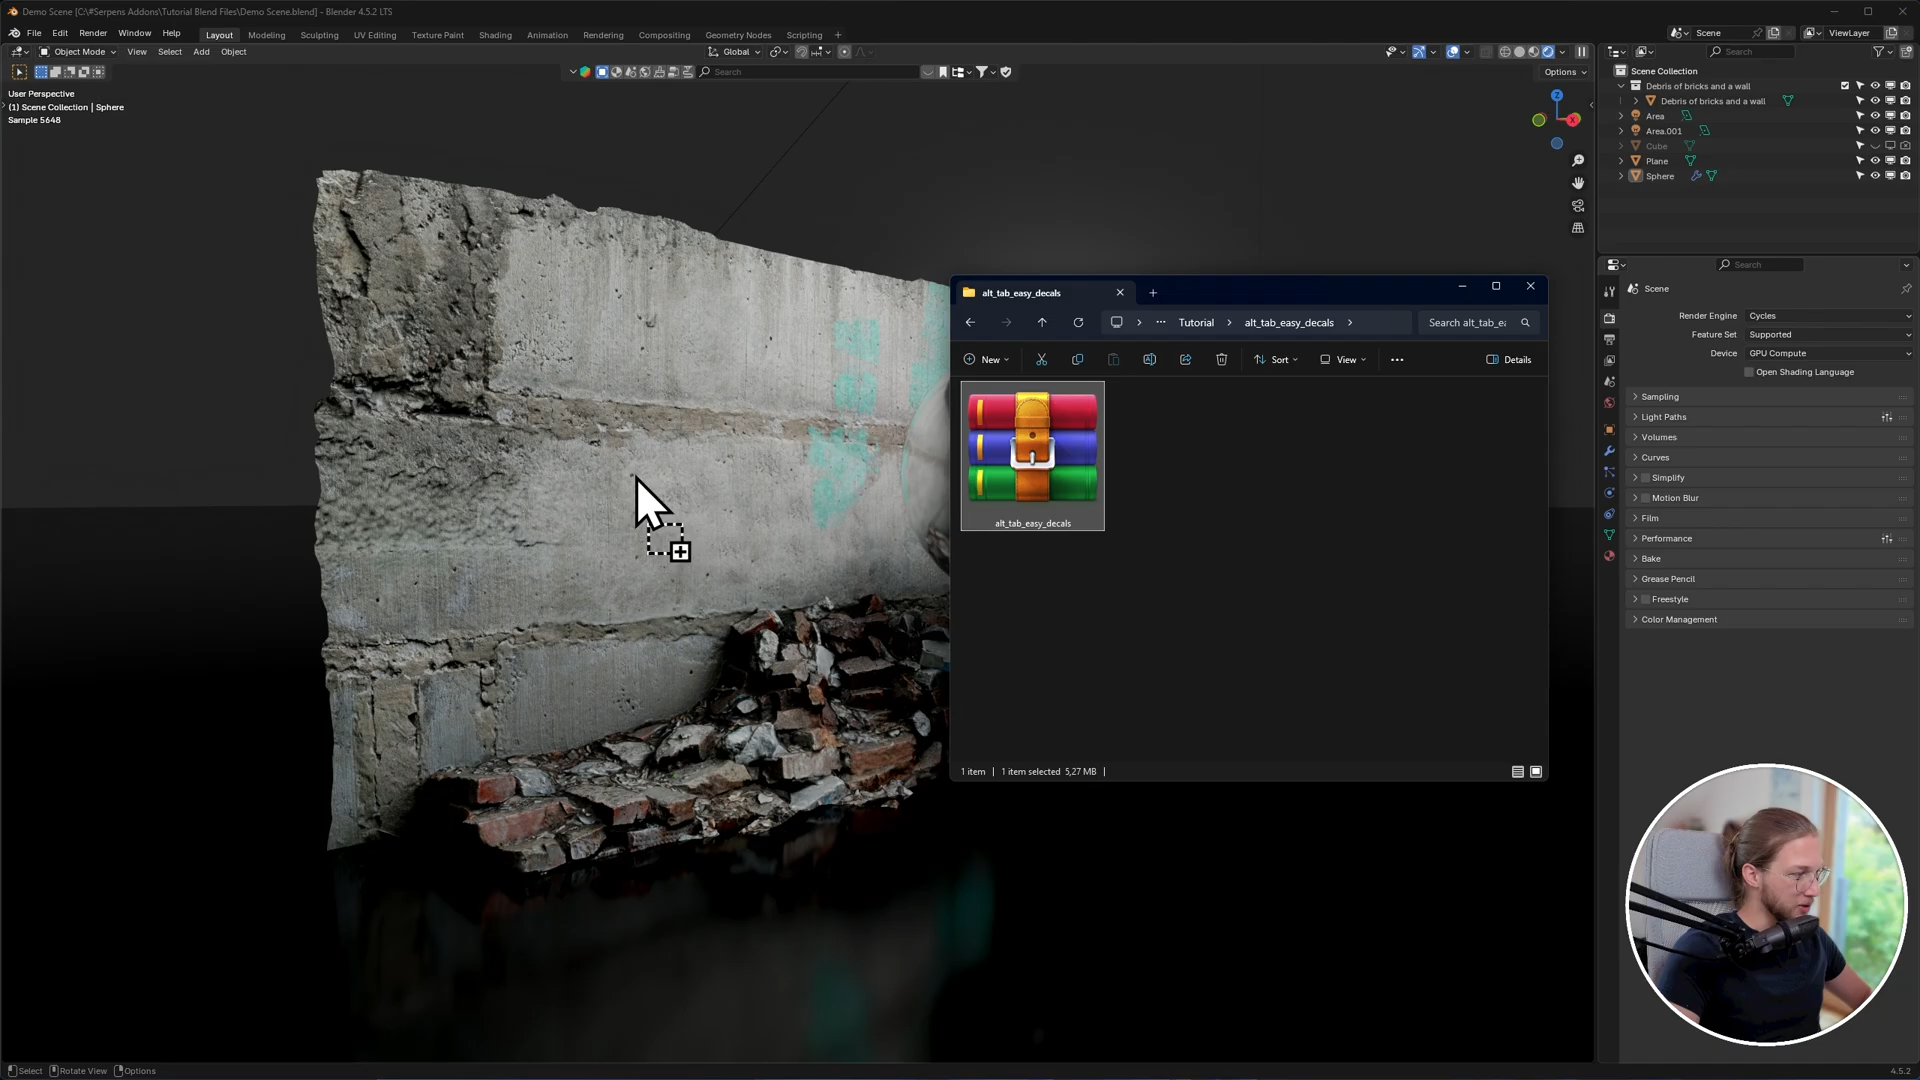 Demo Scene [C:\#Serpens Addons\Tutorial Blend Files\Demo Scene.blend] - Blender 4.5.2 LTS
File Edit Render Window Help Layout Modeling Sculpting UV Editing Texture Paint Shading Animation Rendering Compositing Geometry Nodes Scripting + Scene ViewLayer
Object Mode View Select Add Object Global Search
Search Options
User Perspective
(1) Scene Collection | Sphere
Sample 5648
Z
X
Scene Collection
Debris of bricks and a wall
Debris of bricks and a wall
Area
Area.001
Cube
Plane
Sphere
Search
Scene
Render Engine Cycles
Feature Set Supported
Device GPU Compute
Open Shading Language
Sampling
Light Paths
Volumes
Curves
Simplify
Motion Blur
Film
Performance
Bake
Grease Pencil
Freestyle
Color Management
alt_tab_easy_decals
Tutorial alt_tab_easy_decals Search alt_tab_ea
New Sort View Details
alt_tab_easy_decals
1 item 1 item selected 5,27 MB
Select Rotate View Options 4.5.2